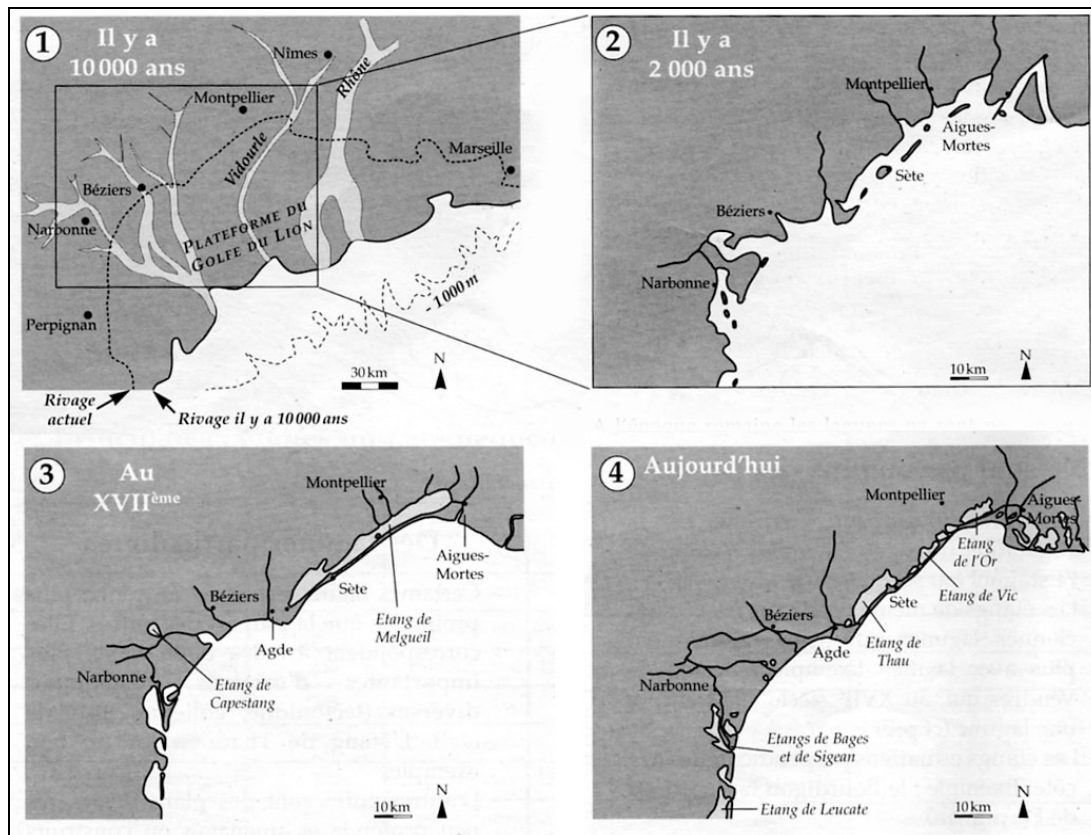 1
Il y a
10 000 ans
Nîmes
Rhône
Montpellier
Vidourle
Marseille
Béziers
Narbonne
PLATEFORME DU
GOLFE DU LION
1 000 m
Perpignan
30 km
N
Rivage
actuel
Rivage il y a 10 000 ans
2
Il y a
2 000 ans
Montpellier
Aigues-
Mortes
Sète
Béziers
Narbonne
10 km
N
3
Au
XVIIème
Montpellier
Aigues-
Mortes
Sète
Béziers
Etang de
Melgueil
Agde
Narbonne
Etang de
Capestang
10 km
N
4
Aujourd'hui
Montpellier
Aigues-
Mortes
Etang
de l'Or
Etang de Vic
Sète
Béziers
Agde
Etang de
Thau
Narbonne
Etangs de Bages
et de Sigean
Etang de Leucate
10 km
N